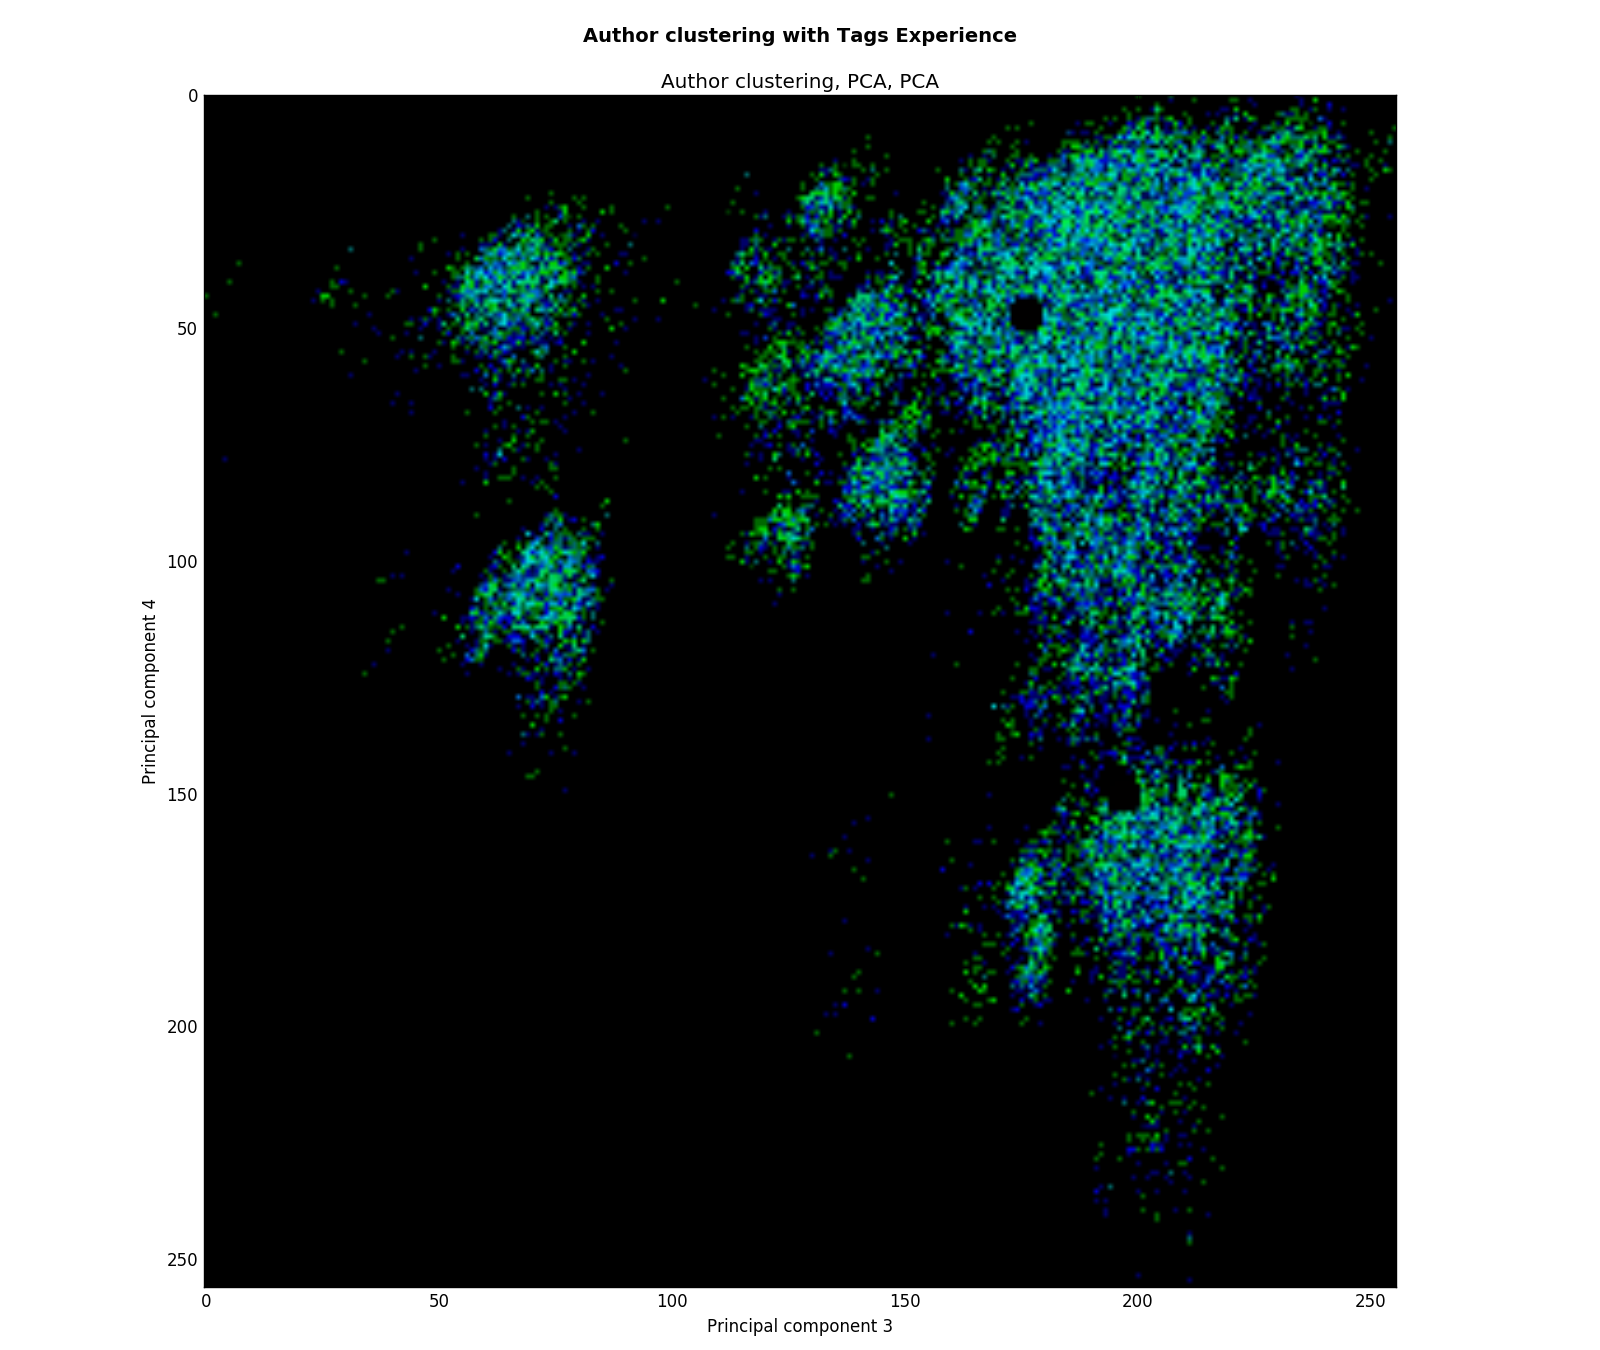 Author clustering with Tags Experience
Author clustering, PCA, PCA
0
50
100
150
200
250
Principal component 4
0 50 100 150 200 250
Principal component 3